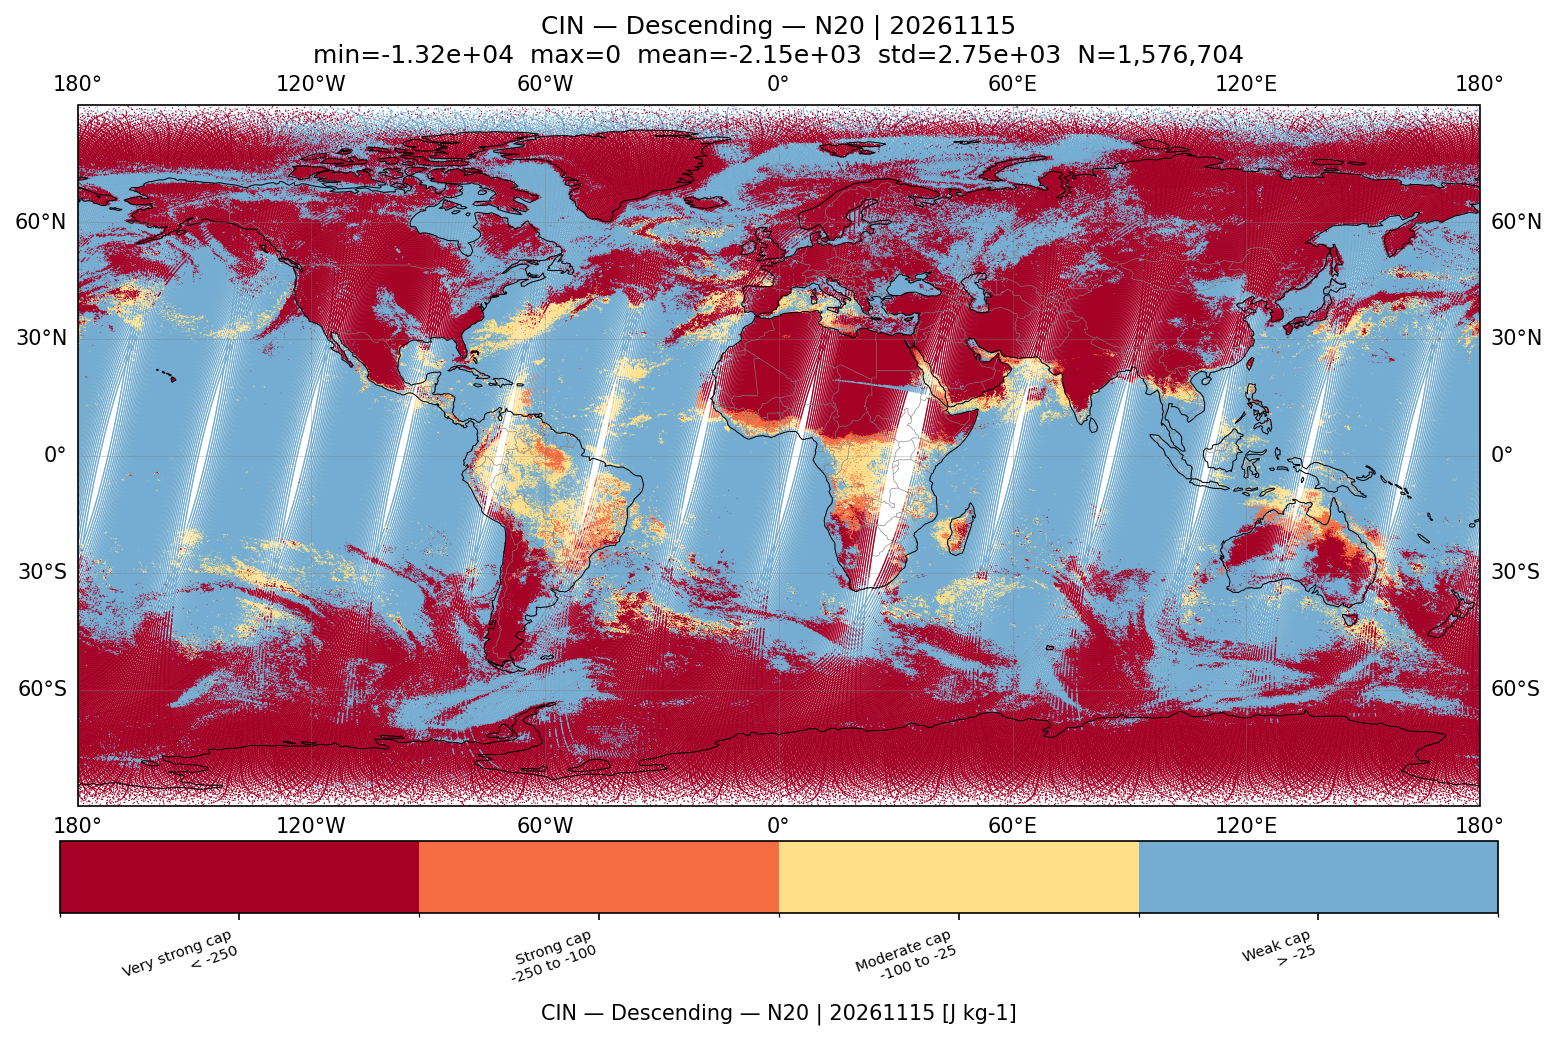 CIN — Descending — N20 | 20261115
min=-1.32e+04  max=0  mean=-2.15e+03  std=2.75e+03  N=1,576,704
180° 120°W 60°W 0° 60°E 120°E 180°
60°N 60°N
30°N 30°N
0° 0°
30°S 30°S
60°S 60°S
180° 120°W 60°W 0° 60°E 120°E 180°
Very strong cap
< -250
Strong cap
-250 to -100
Moderate cap
-100 to -25
Weak cap
> -25
CIN — Descending — N20 | 20261115 [J kg-1]